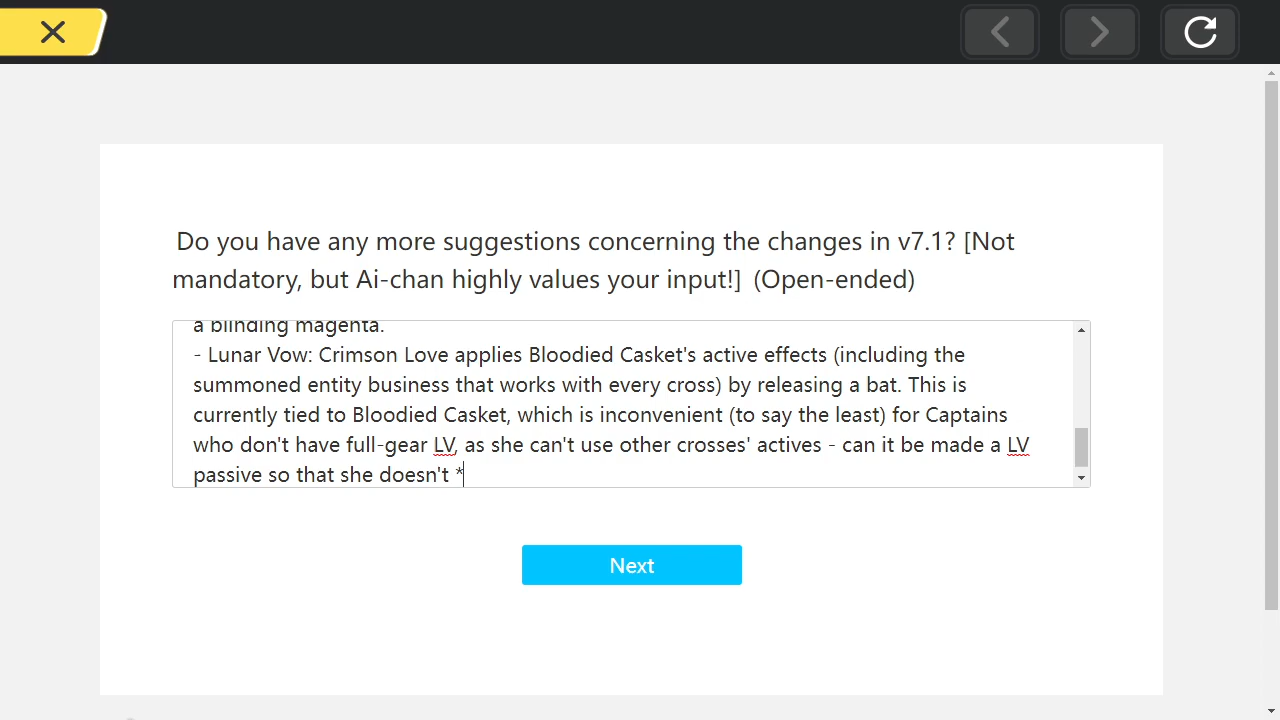 Do you have any more suggestions concerning the changes in v7.1? [Not
mandatory, but Ai-chan highly values your input!] (Open-ended)
a blinding magenta.
- Lunar Vow: Crimson Love applies Bloodied Casket's active effects (including the
summoned entity business that works with every cross) by releasing a bat. This is
currently tied to Bloodied Casket, which is inconvenient (to say the least) for Captains
who don't have full-gear LV, as she can't use other crosses' actives - can it be made a LV
passive so that she doesn't *
Next